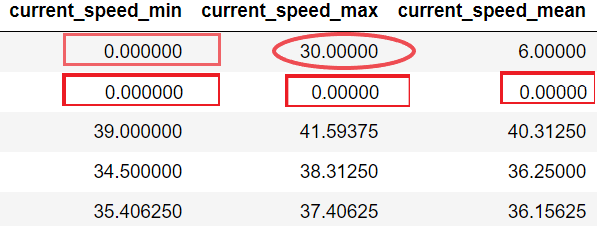 current_speed_min current_speed_max current_speed_mean
0.000000 30.00000 6.00000
0.000000 0.00000 0.00000
39.000000 41.59375 40.31250
34.500000 38.31250 36.25000
35.406250 37.40625 36.15625